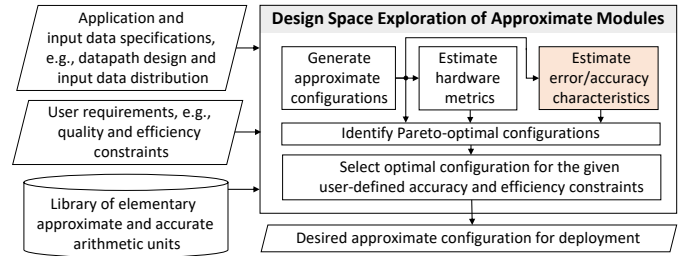 Application and
input data specifications,
e.g., datapath design and
input data distribution
User requirements, e.g.,
quality and efficiency
constraints
Library of elementary
approximate and accurate
arithmetic units
Design Space Exploration of Approximate Modules
Generate
approximate
configurations
Estimate
hardware
metrics
Estimate
error/accuracy
characteristics
Identify Pareto-optimal configurations
Select optimal configuration for the given
user-defined accuracy and efficiency constraints
Desired approximate configuration for deployment